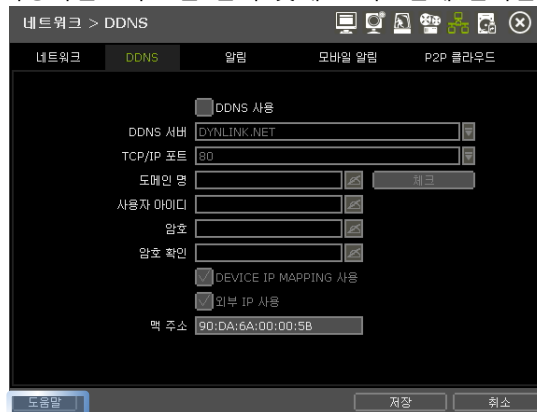 네트워크 > DDNS
네트워크 DDNS 알림 모바일 알림 P2P 클라우드
DDNS 사용
DDNS 서버 DYNLINK.NET
TCP/IP 포트 80
도메인 명 체크
사용자 아이디
암호
암호 확인
DEVICE IP MAPPING 사용
외부 IP 사용
맥 주소 90:DA:6A:00:00:5B
도움말 저장 취소